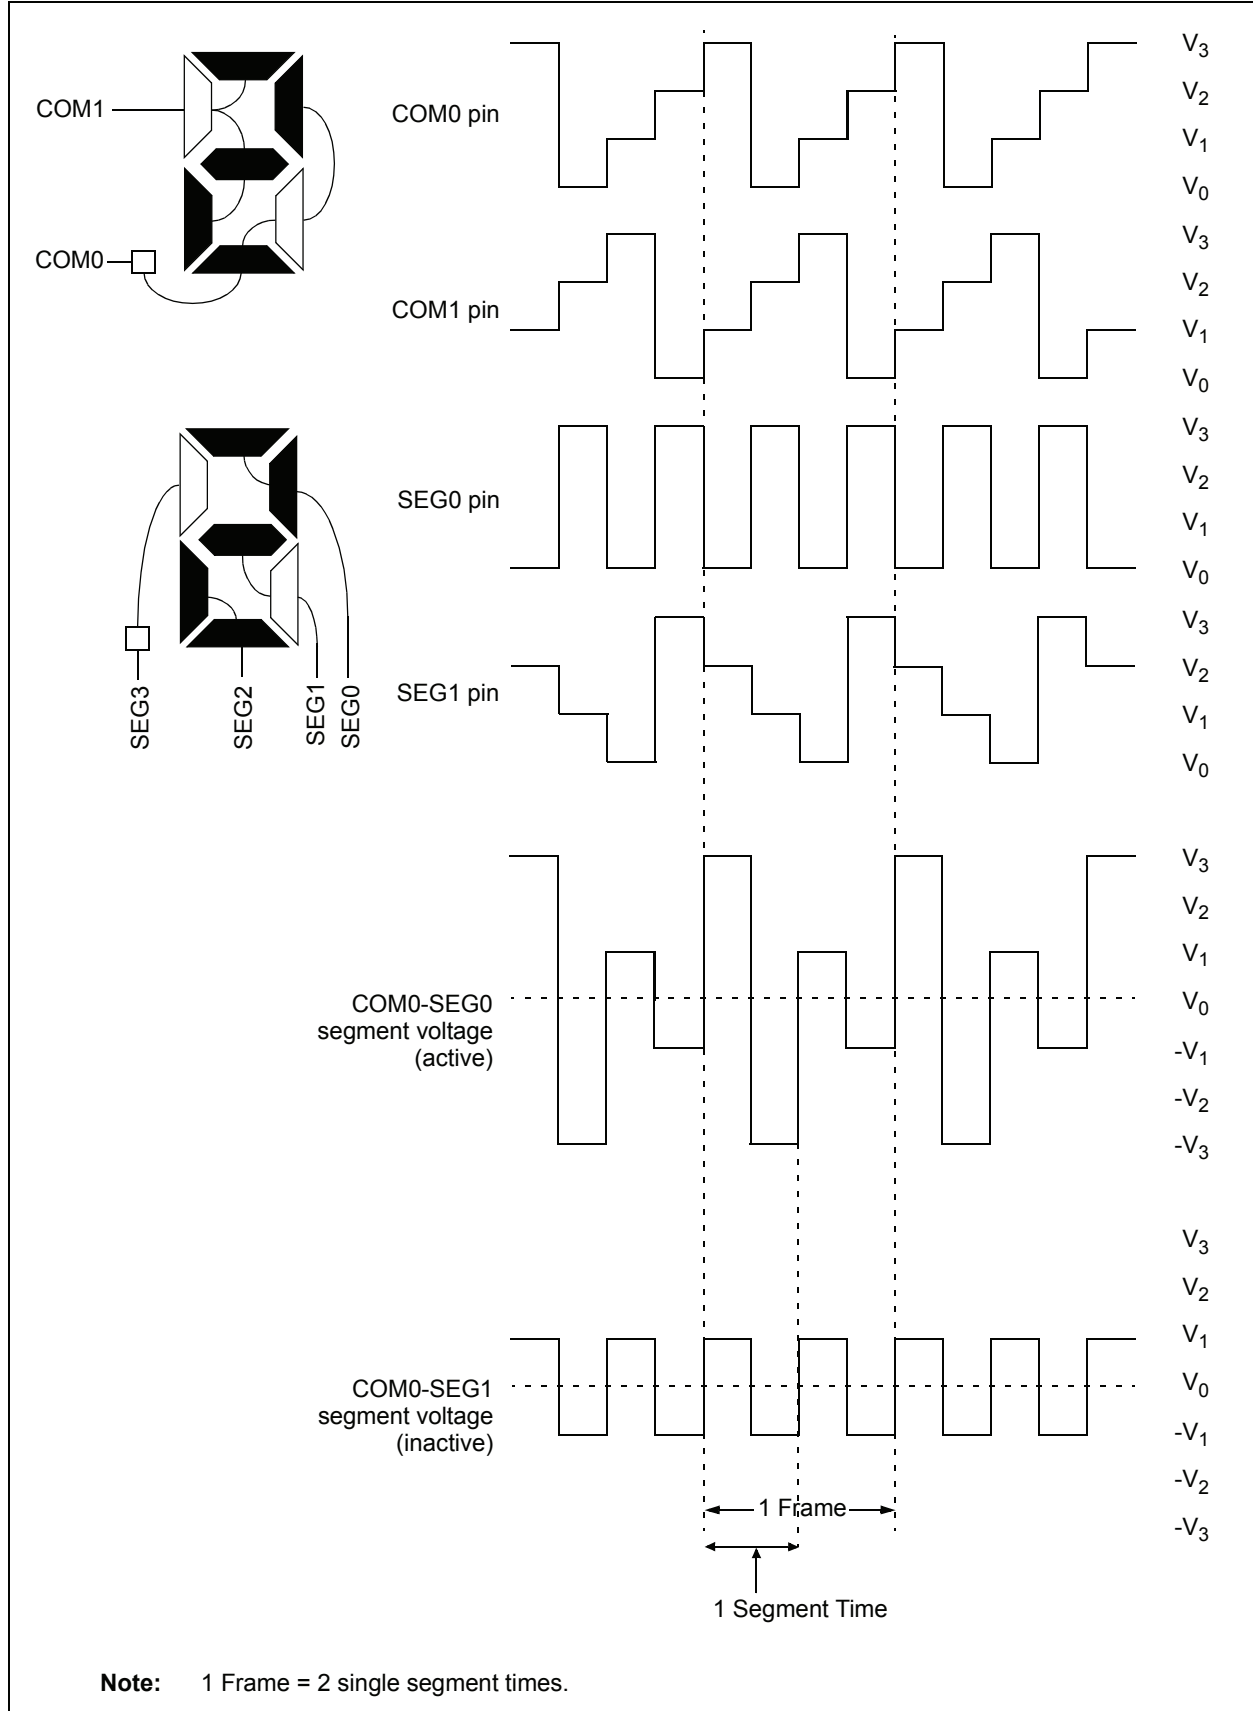 COM1
COM0
SEG3
SEG2
SEG1
SEG0
COM0 pin
V3
V2
V1
V0
COM1 pin
V3
V2
V1
V0
SEG0 pin
V3
V2
V1
V0
SEG1 pin
V3
V2
V1
V0
COM0-SEG0
segment voltage
(active)
V3
V2
V1
V0
-V1
-V2
-V3
COM0-SEG1
segment voltage
(inactive)
V3
V2
V1
V0
-V1
-V2
-V3
1 Frame
1 Segment Time
Note: 1 Frame = 2 single segment times.